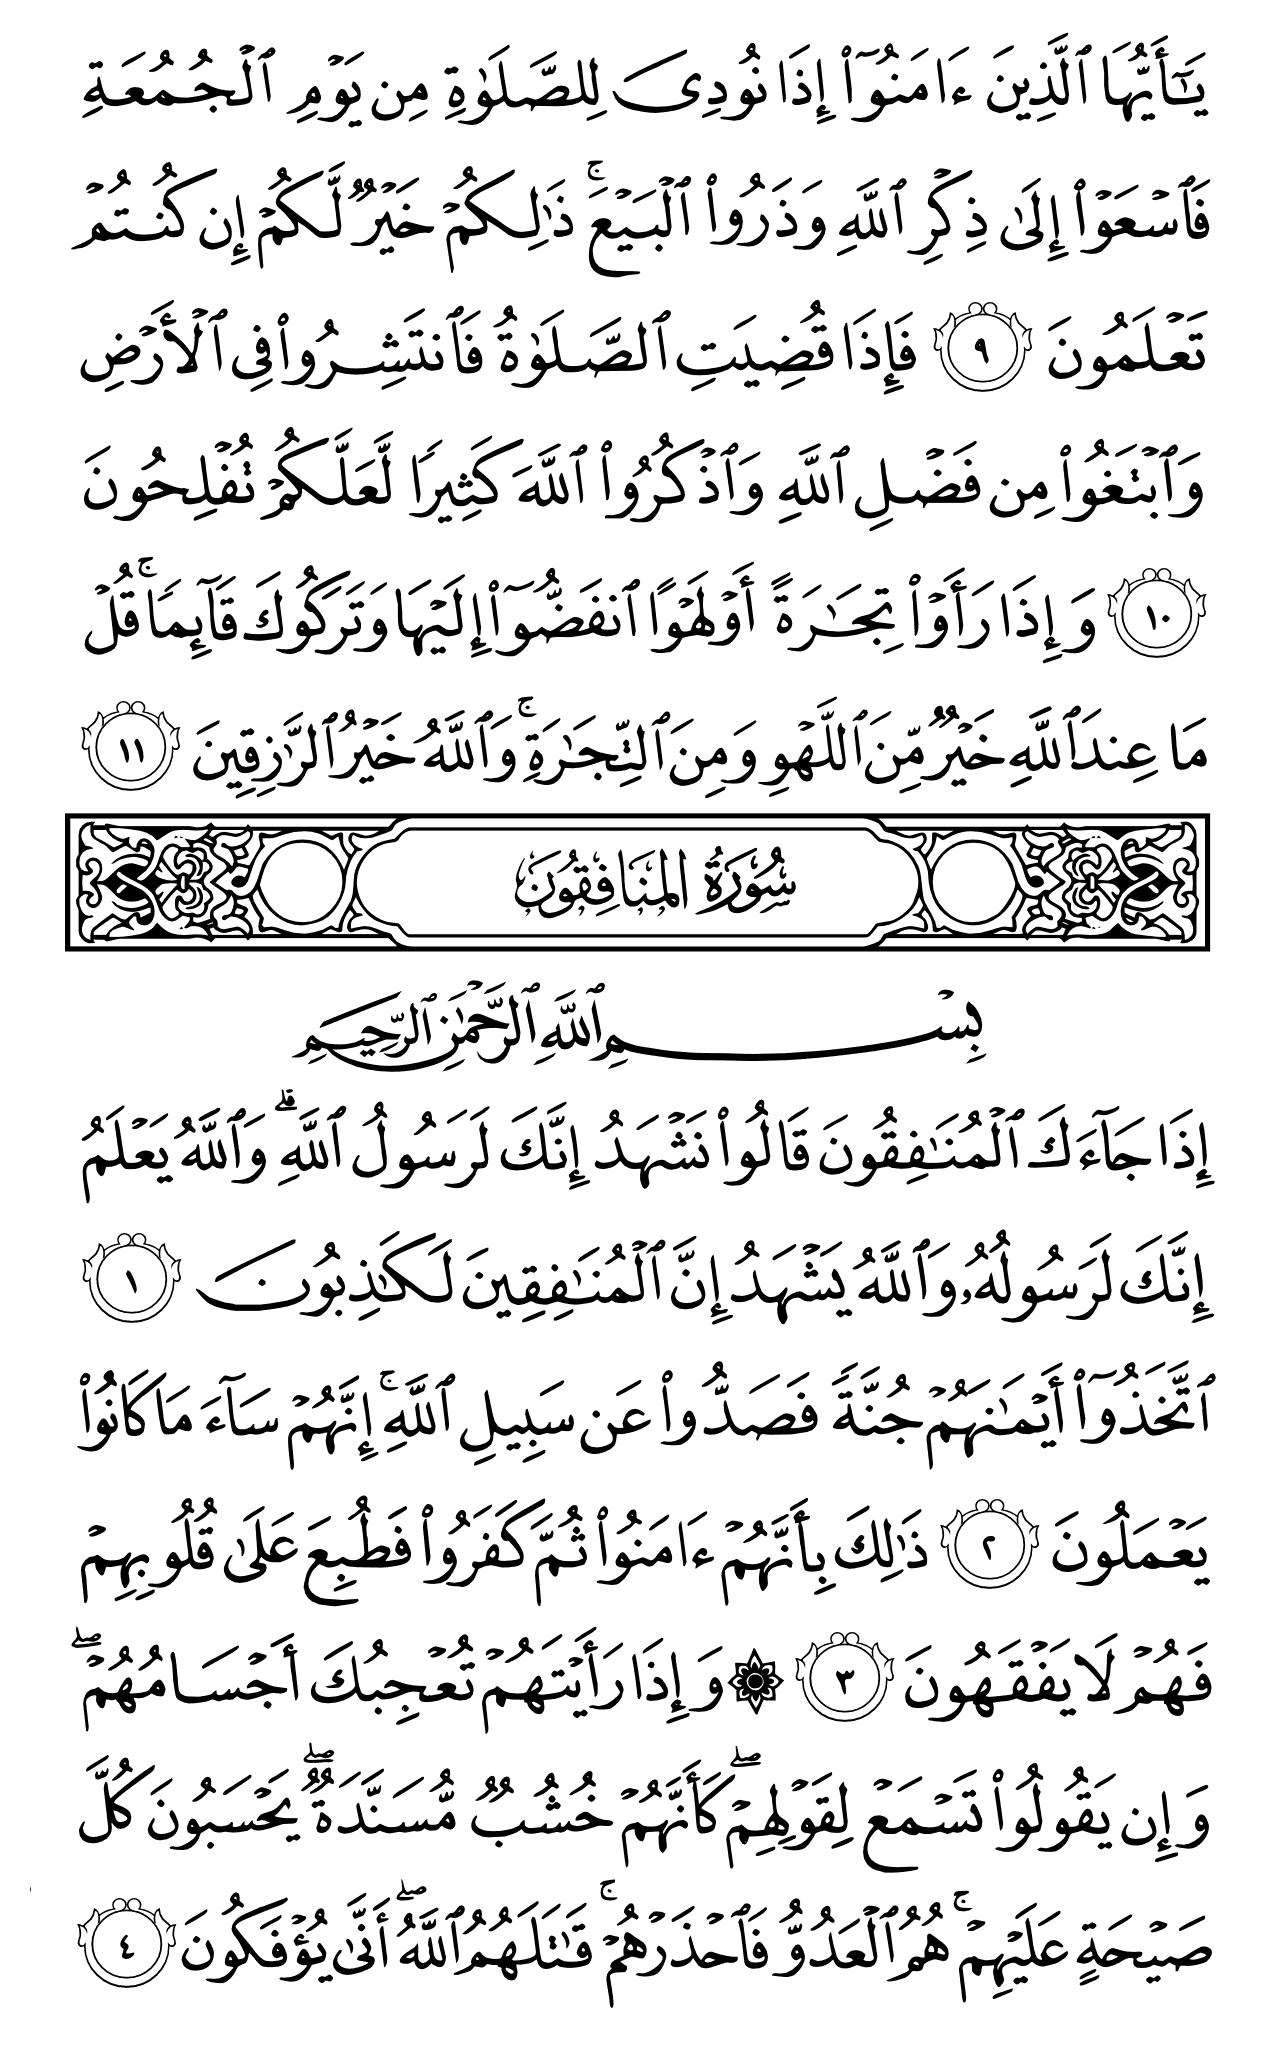 يَٰٓأَيُّهَا ٱلَّذِينَ ءَامَنُوٓا۟ إِذَا نُودِىَ لِلصَّلَوٰةِ مِن يَوْمِ ٱلْجُمُعَةِ
فَٱسْعَوْا۟ إِلَىٰ ذِكْرِ ٱللَّهِ وَذَرُوا۟ ٱلْبَيْعَ ۚ ذَٰلِكُمْ خَيْرٌ لَّكُمْ إِن كُنتُمْ
تَعْلَمُونَ ٩ فَإِذَا قُضِيَتِ ٱلصَّلَوٰةُ فَٱنتَشِرُوا۟ فِى ٱلْأَرْضِ
وَٱبْتَغُوا۟ مِن فَضْلِ ٱللَّهِ وَٱذْكُرُوا۟ ٱللَّهَ كَثِيرًا لَّعَلَّكُمْ تُفْلِحُونَ
١٠ وَإِذَا رَأَوْا۟ تِجَٰرَةً أَوْ لَهْوًا ٱنفَضُّوٓا۟ إِلَيْهَا وَتَرَكُوكَ قَآئِمًا ۚ قُلْ
مَا عِندَ ٱللَّهِ خَيْرٌ مِّنَ ٱللَّهْوِ وَمِنَ ٱلتِّجَٰرَةِ ۚ وَٱللَّهُ خَيْرُ ٱلرَّٰزِقِينَ ١١
سُورَةُ المنَافِقُونَ
بِسْمِ ٱللَّهِ ٱلرَّحْمَٰنِ ٱلرَّحِيمِ
إِذَا جَآءَكَ ٱلْمُنَٰفِقُونَ قَالُوا۟ نَشْهَدُ إِنَّكَ لَرَسُولُ ٱللَّهِ ۗ وَٱللَّهُ يَعْلَمُ
إِنَّكَ لَرَسُولُهُۥ وَٱللَّهُ يَشْهَدُ إِنَّ ٱلْمُنَٰفِقِينَ لَكَٰذِبُونَ ١
ٱتَّخَذُوٓا۟ أَيْمَٰنَهُمْ جُنَّةً فَصَدُّوا۟ عَن سَبِيلِ ٱللَّهِ ۚ إِنَّهُمْ سَآءَ مَا كَانُوا۟
يَعْمَلُونَ ٢ ذَٰلِكَ بِأَنَّهُمْ ءَامَنُوا۟ ثُمَّ كَفَرُوا۟ فَطُبِعَ عَلَىٰ قُلُوبِهِمْ
فَهُمْ لَا يَفْقَهُونَ ٣ ۞ وَإِذَا رَأَيْتَهُمْ تُعْجِبُكَ أَجْسَامُهُمْ ۖ
وَإِن يَقُولُوا۟ تَسْمَعْ لِقَوْلِهِمْ ۖ كَأَنَّهُمْ خُشُبٌ مُّسَنَّدَةٌ ۖ يَحْسَبُونَ كُلَّ
صَيْحَةٍ عَلَيْهِمْ ۚ هُمُ ٱلْعَدُوُّ فَٱحْذَرْهُمْ ۚ قَٰتَلَهُمُ ٱللَّهُ ۖ أَنَّىٰ يُؤْفَكُونَ ٤